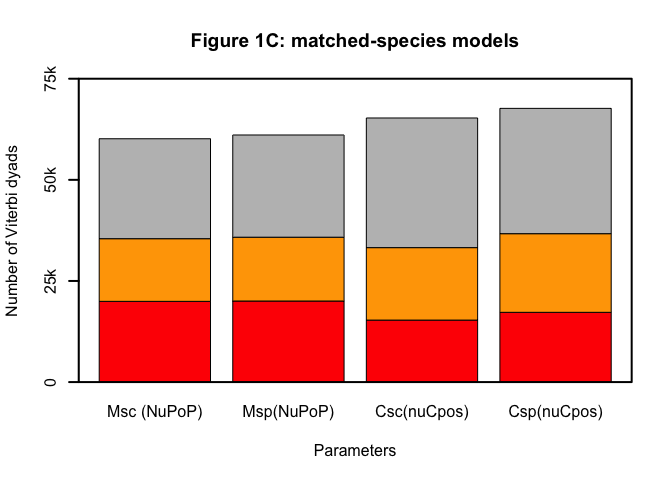 Figure 1C: matched-species models
75k
50k
25k
0
Number of Viterbi dyads
Msc (NuPoP)
Msp(NuPoP)
Csc(nuCpos)
Csp(nuCpos)
Parameters